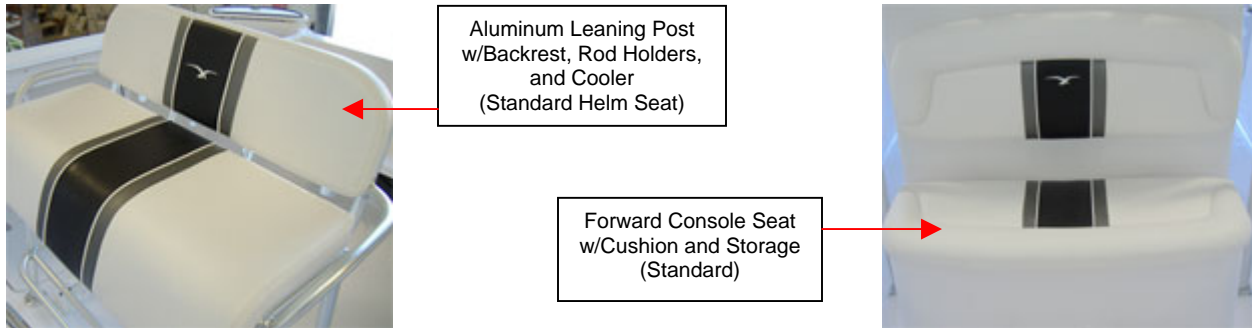 Aluminum Leaning Post
w/Backrest, Rod Holders,
and Cooler
(Standard Helm Seat)
Forward Console Seat
w/Cushion and Storage
(Standard)